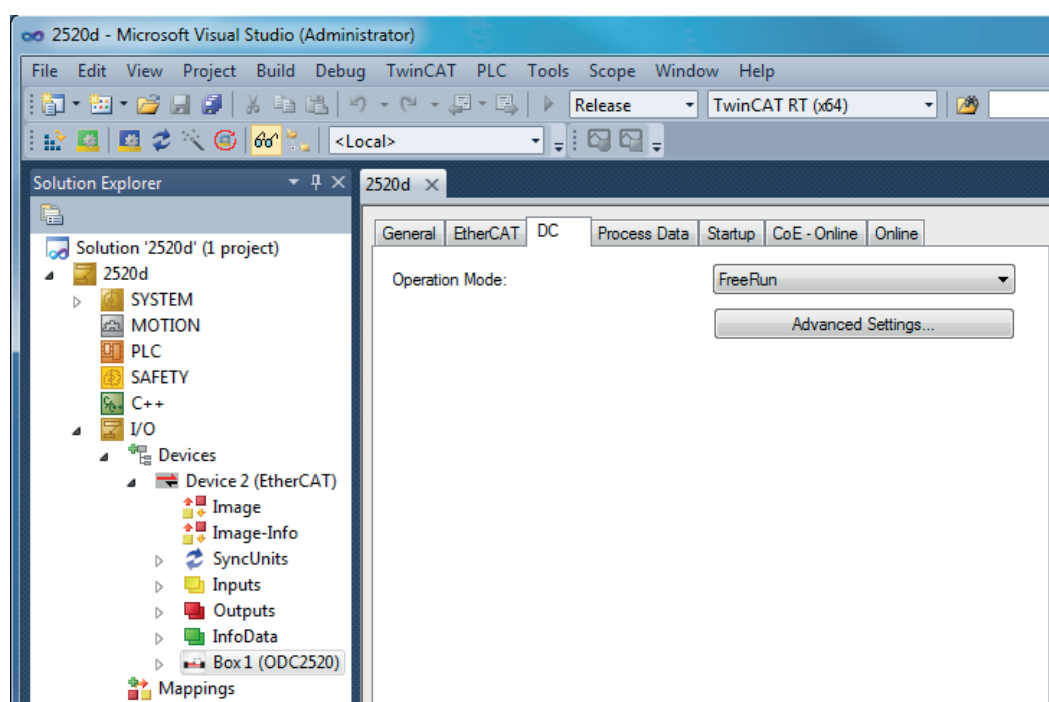 2520d - Microsoft Visual Studio (Administrator)
File Edit View Project Build Debug TwinCAT PLC Tools Scope Window Help
Release TwinCAT RT (x64)
<Local>
Solution Explorer
2520d
General EtherCAT DC Process Data Startup CoE - Online Online
Solution '2520d' (1 project)
2520d
SYSTEM
MOTION
PLC
SAFETY
C++
I/O
Devices
Device 2 (EtherCAT)
Image
Image-Info
SyncUnits
Inputs
Outputs
InfoData
Box 1 (ODC2520)
Mappings
Operation Mode:
FreeRun
Advanced Settings...